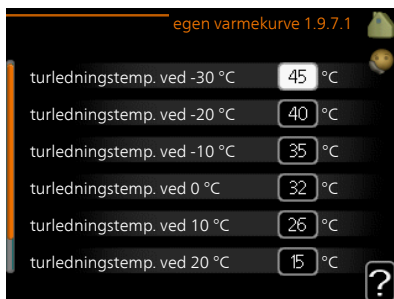 egen varmekurve 1.9.7.1
turledningstemp. ved -30 °C 45 °C
turledningstemp. ved -20 °C 40 °C
turledningstemp. ved -10 °C 35 °C
turledningstemp. ved 0 °C 32 °C
turledningstemp. ved 10 °C 26 °C
turledningstemp. ved 20 °C 15 °C
?